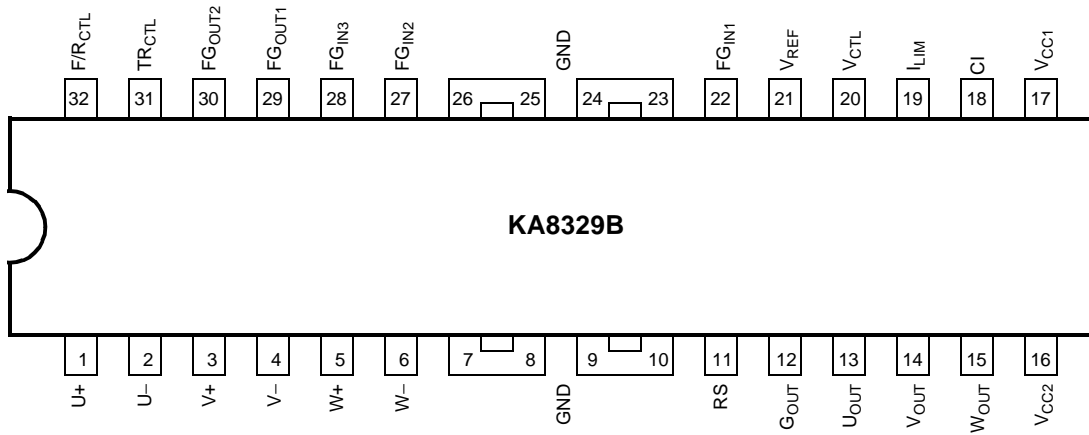 F/RCTL TRCTL FGOUT2 FGOUT1 FGIN3 FGIN2 GND FGIN1 VREF VCTL ILIM CI VCC1
32 31 30 29 28 27 26 25 24 23 22 21 20 19 18 17
KA8329B
1 2 3 4 5 6 7 8 9 10 11 12 13 14 15 16
U+ U− V+ V− W+ W− GND RS GOUT UOUT VOUT WOUT VCC2